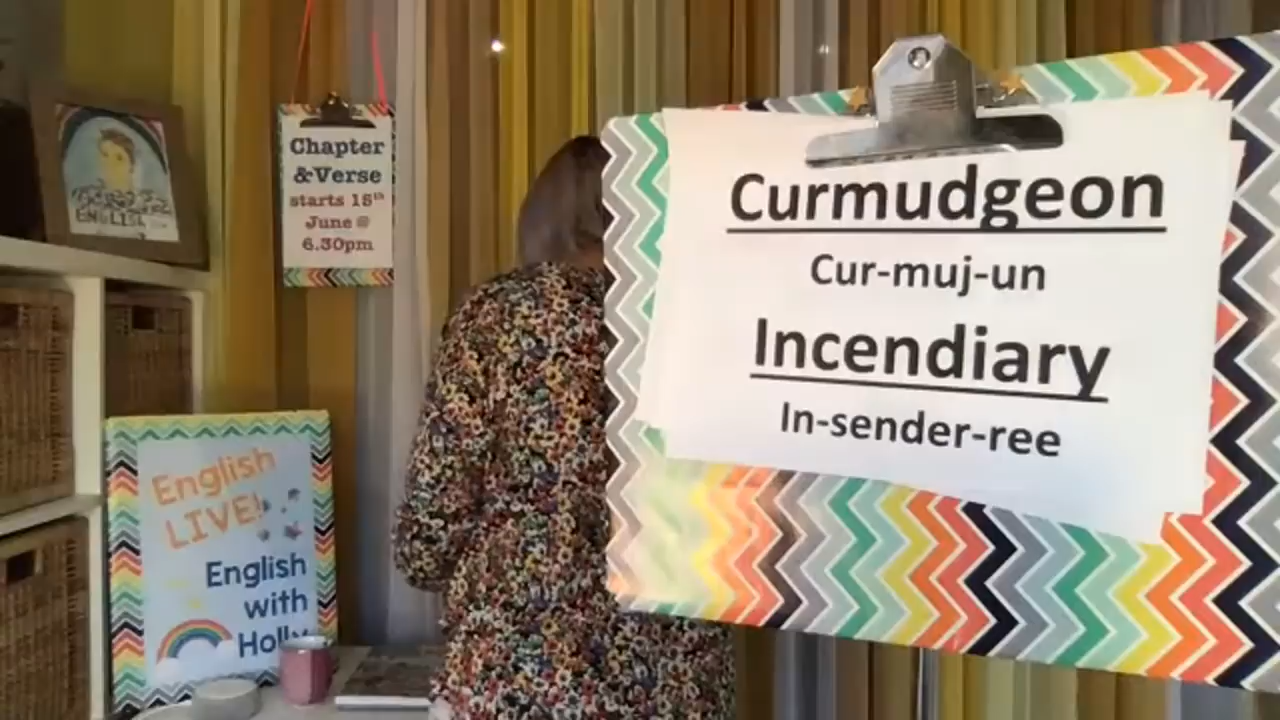 Chapter
&Verse
starts 15th
June @
6.30pm
Curmudgeon
Cur-muj-un
Incendiary
In-sender-ree
English
LIVE!
English
with
Holly
ENGLISH